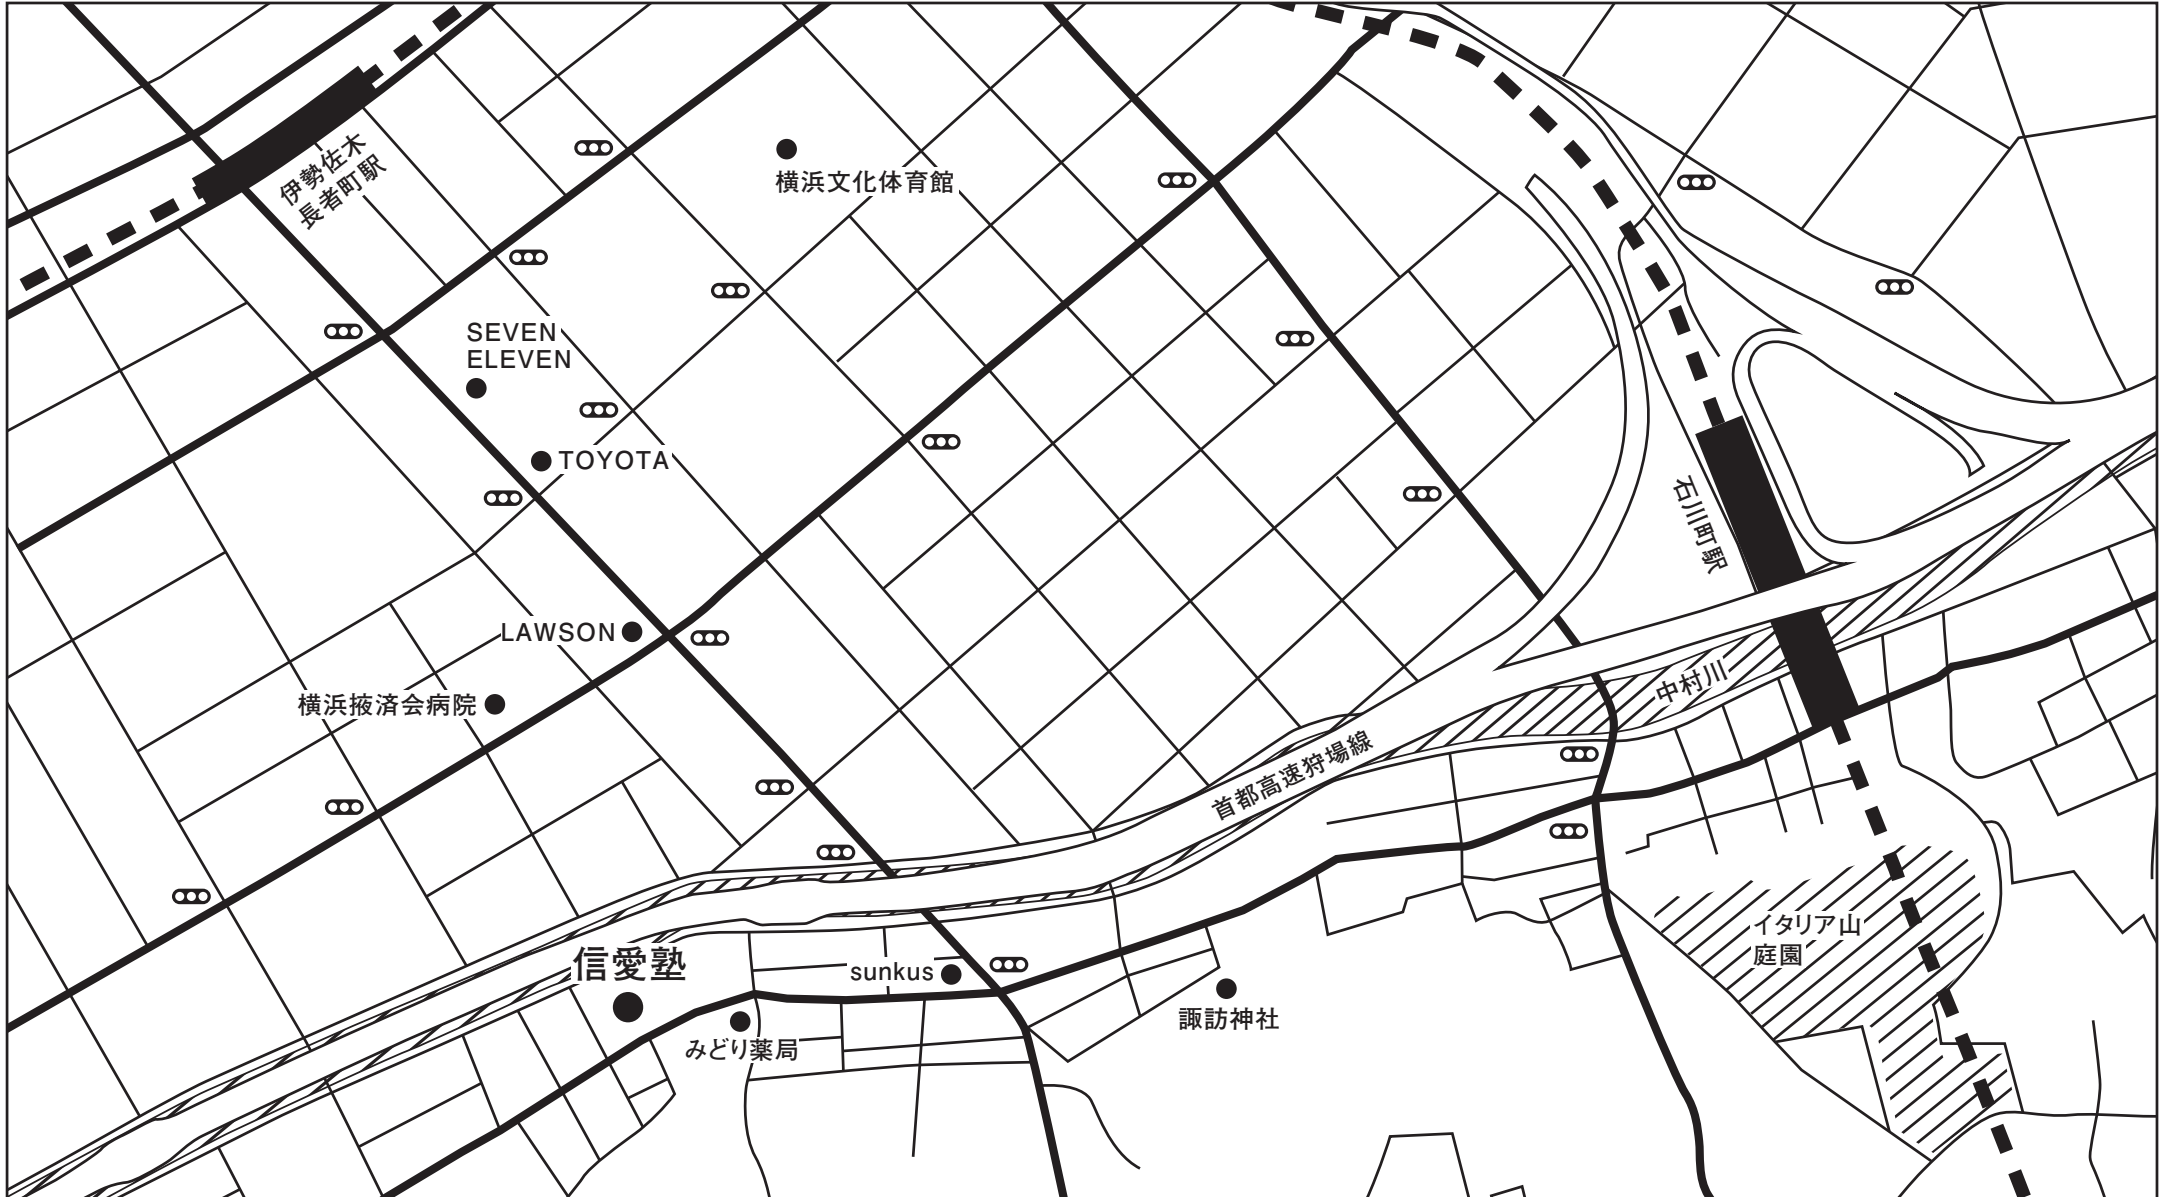 伊勢佐木
長者町駅
横浜文化体育館
SEVEN
ELEVEN
TOYOTA
石川町駅
LAWSON
横浜掖済会病院
中村川
首都高速狩場線
イタリア山
庭園
信愛塾
sunkus
諏訪神社
みどり薬局